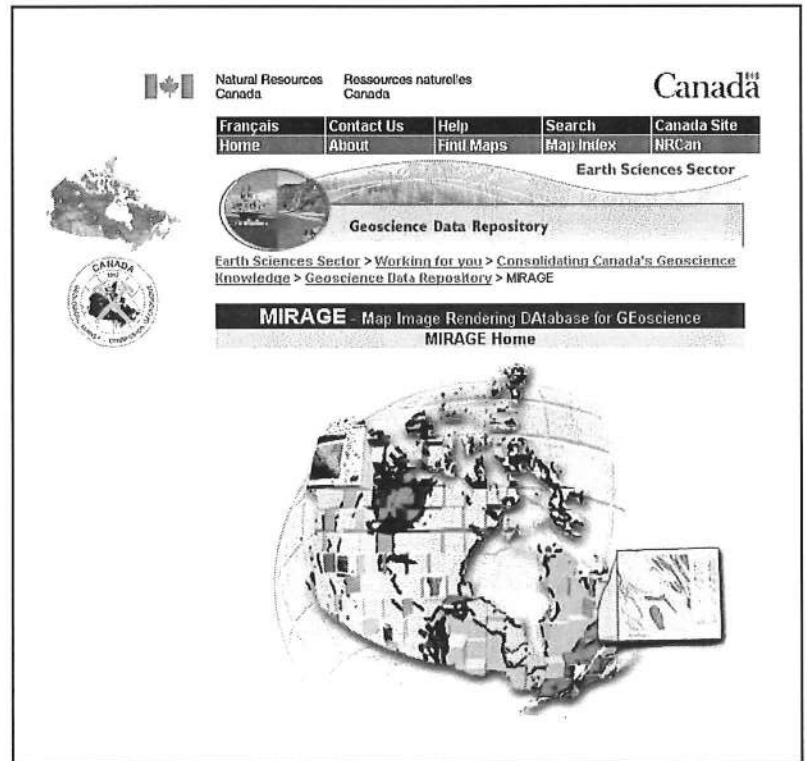 Natural Resources Canada
Ressources naturelles Canada
Canada
Français Contact Us Help Search Canada Site
Home About Find Maps Map Index NRCan
Earth Sciences Sector
Geoscience Data Repository
Earth Sciences Sector > Working for you > Consolidating Canada's Geoscience
Knowledge > Geoscience Data Repository > MIRAGE
CANADA
MIRAGE - Map Image Rendering DAtabase for GEoscience
MIRAGE Home